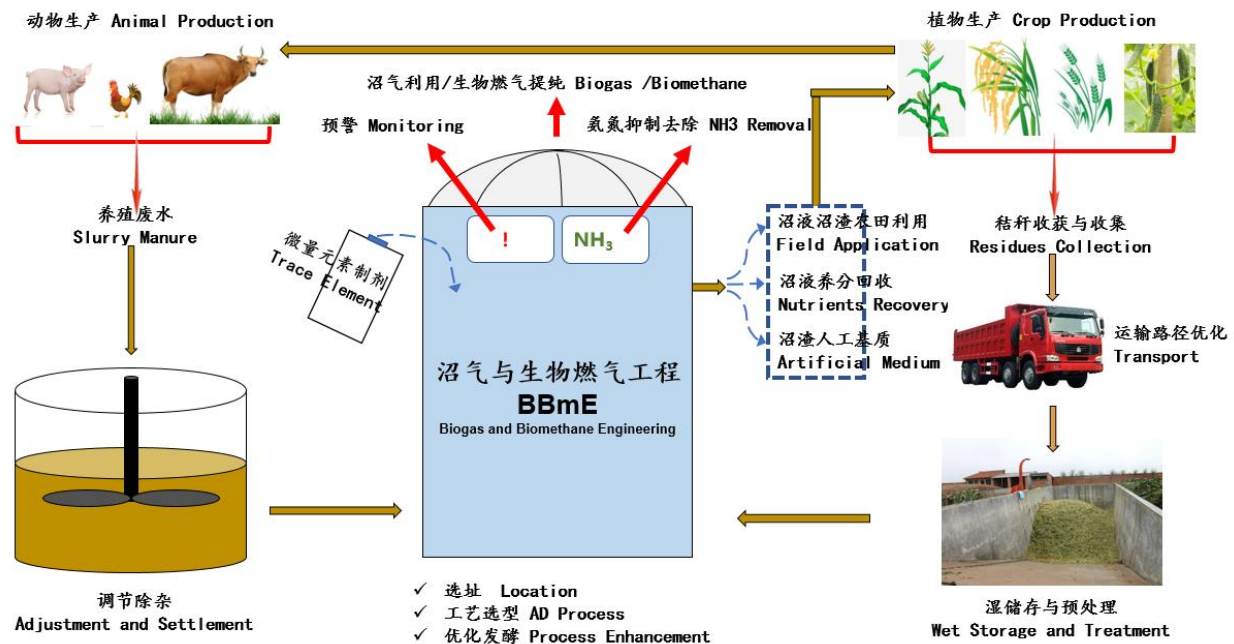 动物生产 Animal Production
植物生产 Crop Production
沼气利用/生物燃气提纯 Biogas /Biomethane
预警 Monitoring
氨氮抑制去除 NH3 Removal
养殖废水
Slurry Manure
微量元素制剂
Trace Element
!
NH₃
沼液沼渣农田利用
Field Application
沼液养分回收
Nutrients Recovery
沼渣人工基质
Artificial Medium
秸秆收获与收集
Residues Collection
运输路径优化
Transport
沼气与生物燃气工程
BBmE
Biogas and Biomethane Engineering
调节除杂
Adjustment and Settlement
✓ 选址 Location
✓ 工艺选型 AD Process
✓ 优化发酵 Process Enhancement
湿储存与预处理
Wet Storage and Treatment